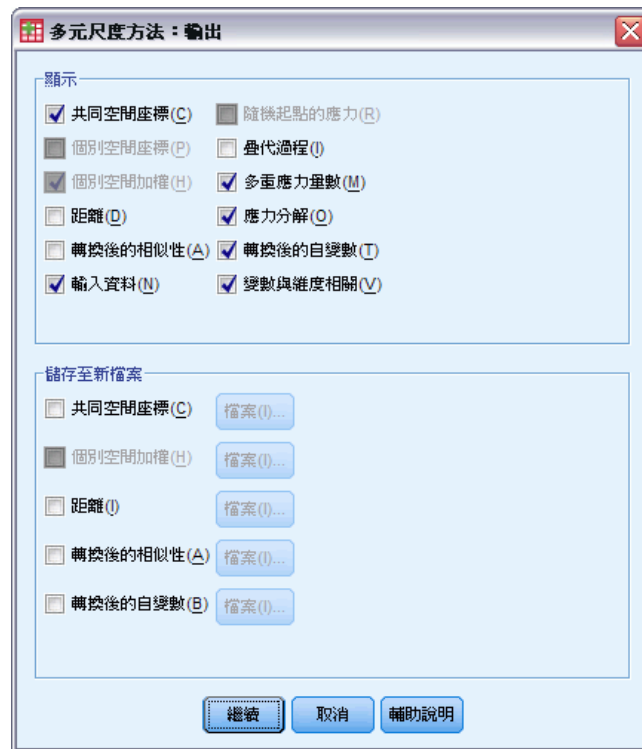 多元尺度方法：輸出
顯示
共同空間座標(C)
隨機起點的應力(R)
個別空間座標(P)
疊代過程(I)
個別空間加權(H)
多重應力量數(M)
距離(D)
應力分解(O)
轉換後的相似性(A)
轉換後的自變數(T)
輸入資料(N)
變數與維度相關(V)
儲存至新檔案
共同空間座標(C)
檔案(I)...
個別空間加權(H)
檔案(I)...
距離(I)
檔案(I)...
轉換後的相似性(A)
檔案(I)...
轉換後的自變數(B)
檔案(I)...
繼續
取消
輔助說明